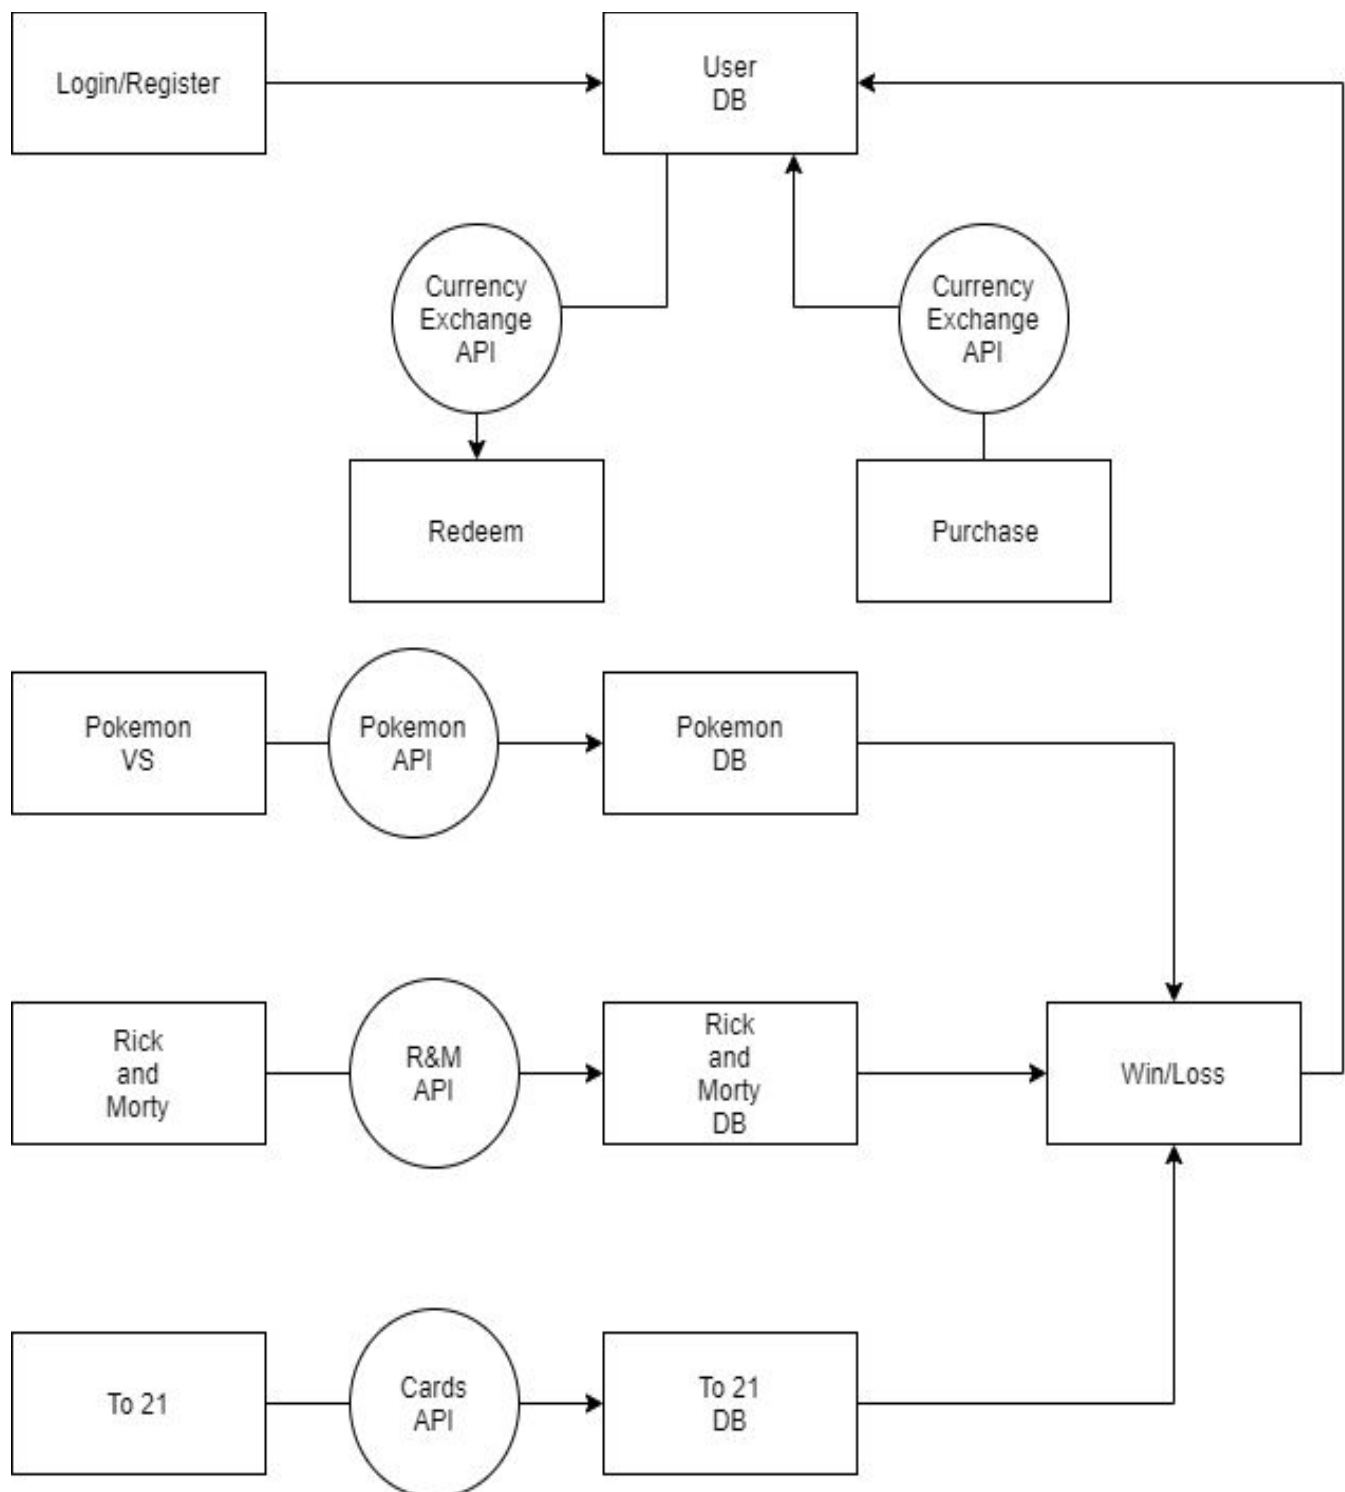 Login/Register
User
DB
Currency
Exchange
API
Currency
Exchange
API
Redeem
Purchase
Pokemon
VS
Pokemon
API
Pokemon
DB
Rick
and
Morty
R&M
API
Rick
and
Morty
DB
Win/Loss
To 21
Cards
API
To 21
DB